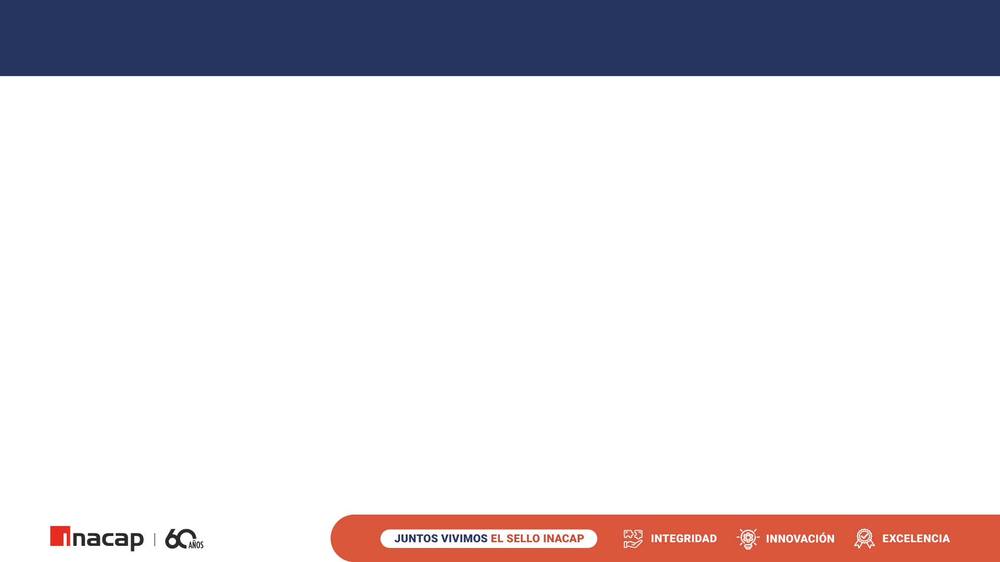 inacap | 60 AÑOS
JUNTOS VIVIMOS EL SELLO INACAP
INTEGRIDAD
INNOVACIÓN
EXCELENCIA